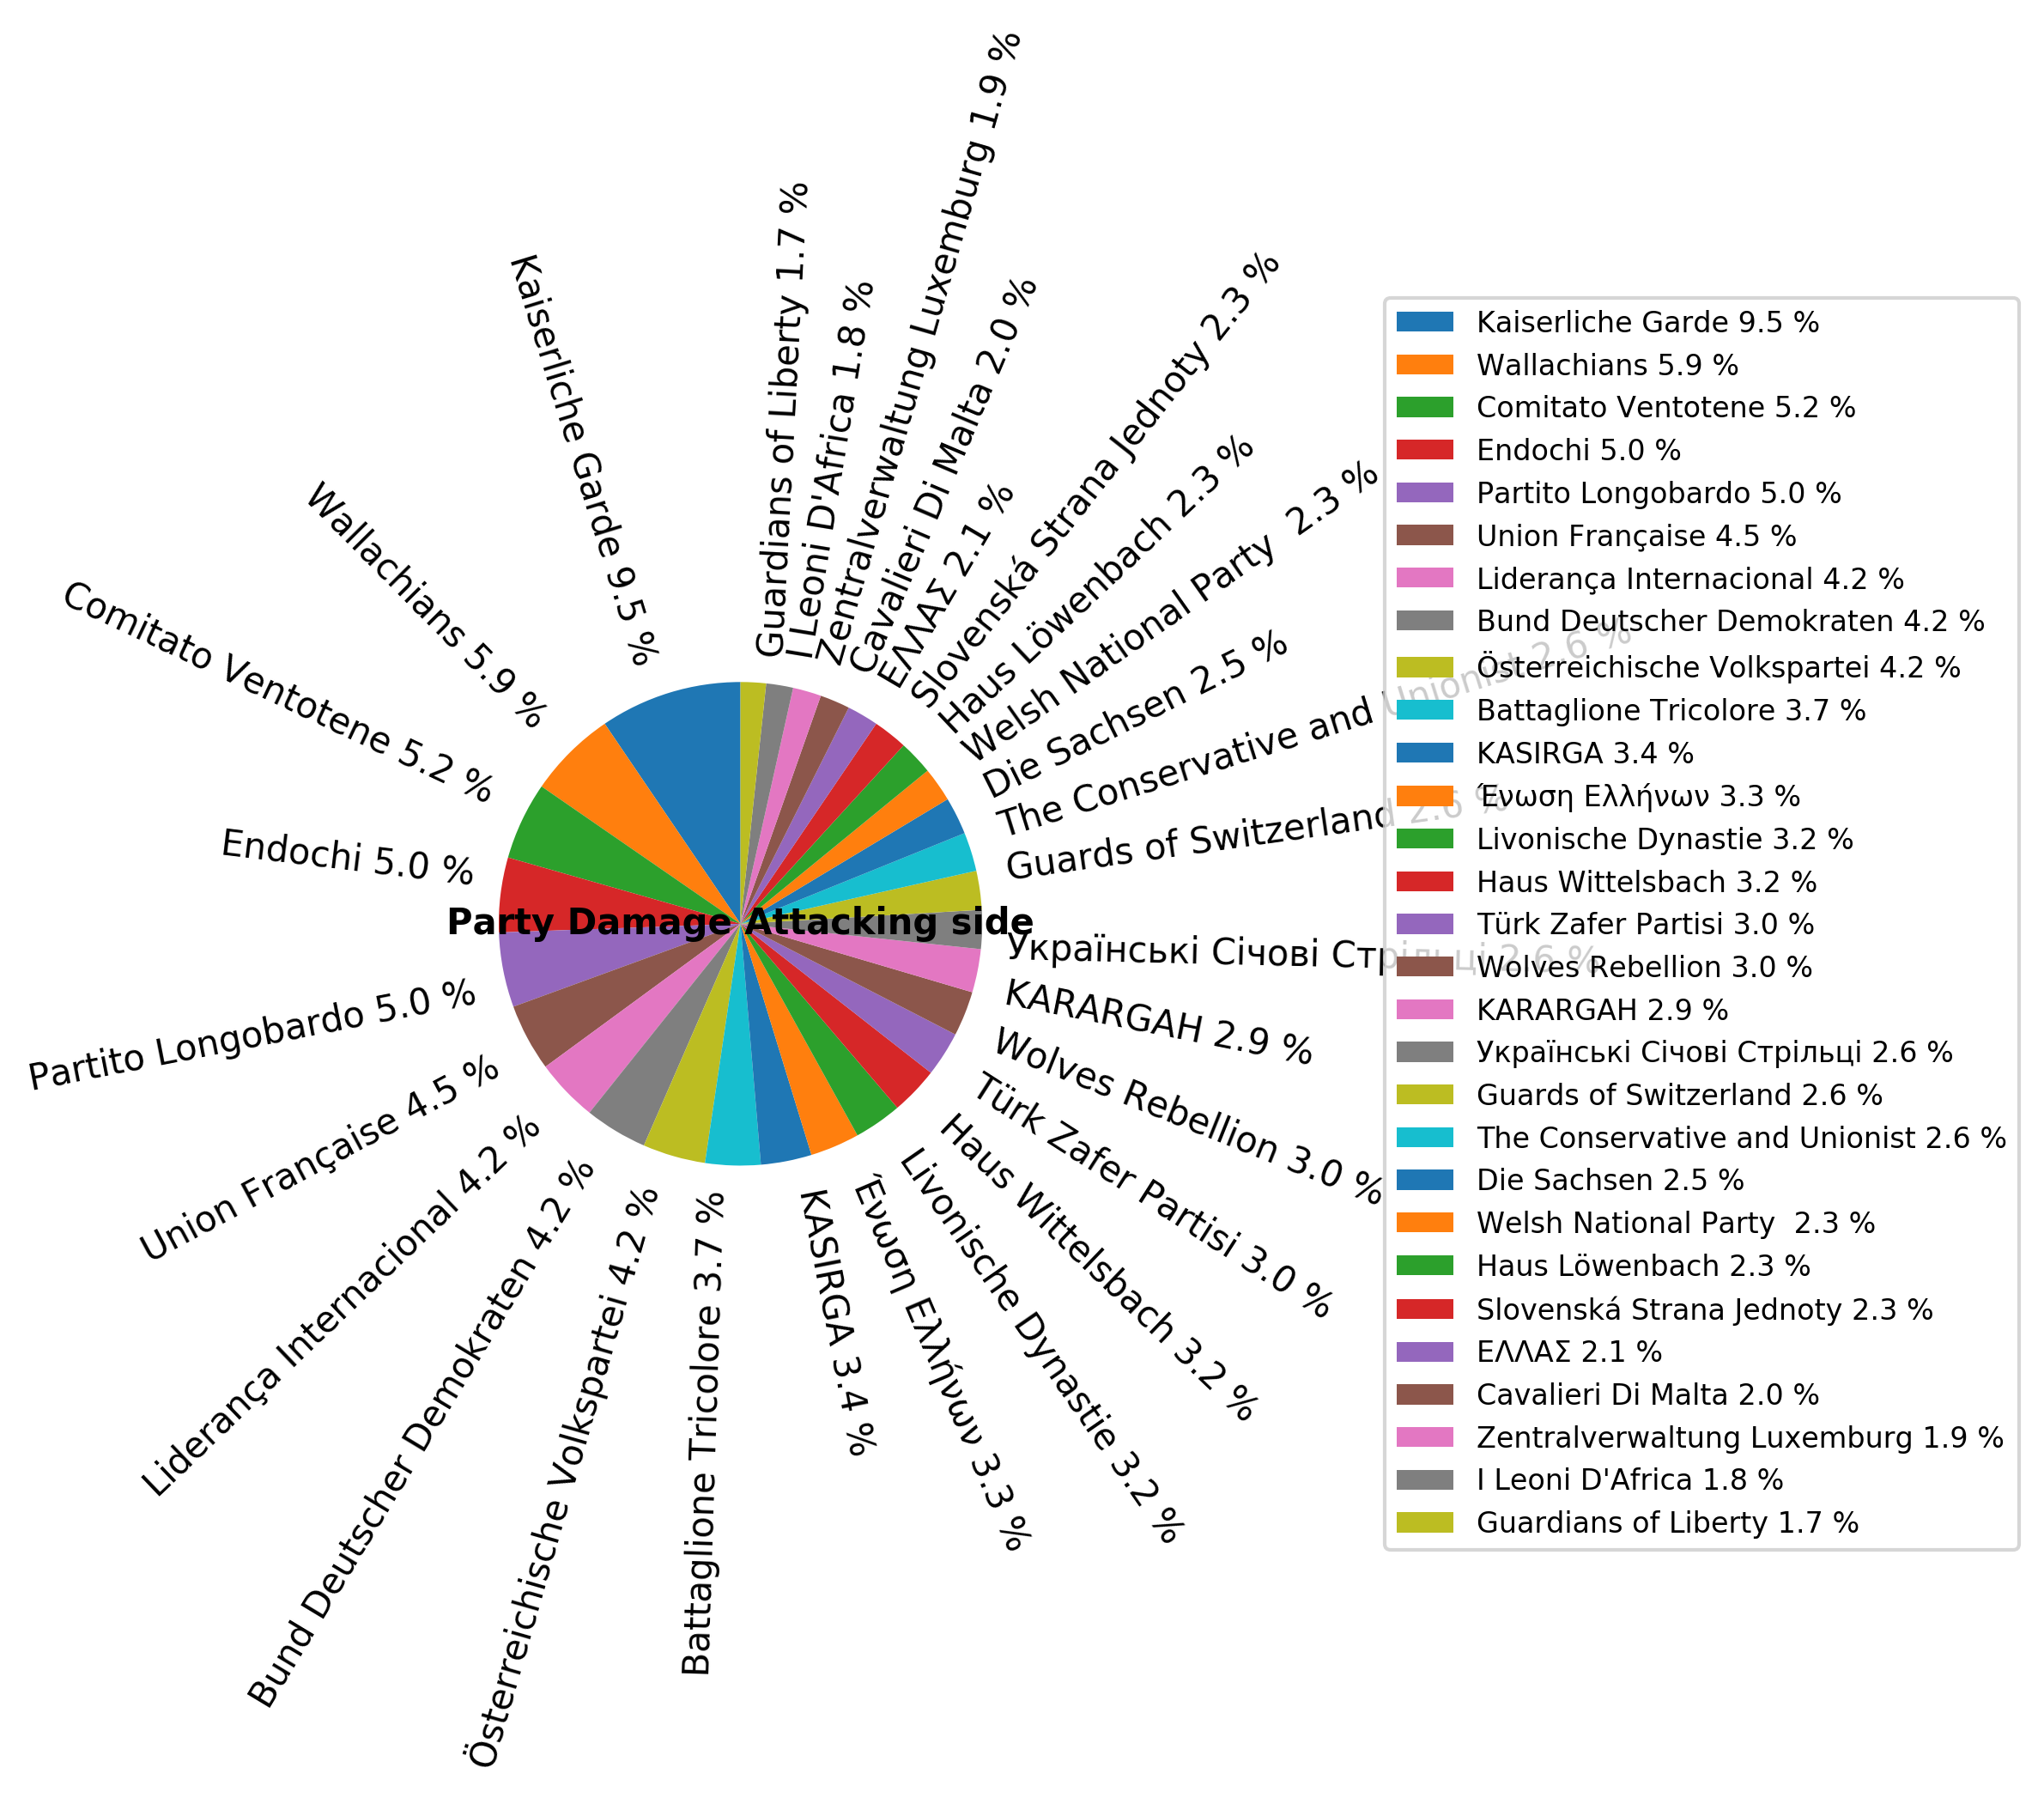 Guardians of Liberty 1.7 %
I Leoni D'Africa 1.8 %
Zentralverwaltung Luxemburg 1.9 %
Cavalieri Di Malta 2.0 %
ΕΛΛΑΣ 2.1 %
Slovenská Strana Jednoty 2.3 %
Haus Löwenbach 2.3 %
Welsh National Party  2.3 %
Die Sachsen 2.5 %
The Conservative and Unionist 2.6 %
Guards of Switzerland 2.6 %
Українські Січові Стрільці 2.6 %
KARARGAH 2.9 %
Wolves Rebellion 3.0 %
Türk Zafer Partisi 3.0 %
Haus Wittelsbach 3.2 %
Livonische Dynastie 3.2 %
Ένωση Ελλήνων 3.3 %
KASIRGA 3.4 %
Battaglione Tricolore 3.7 %
Österreichische Volkspartei 4.2 %
Bund Deutscher Demokraten 4.2 %
Liderança Internacional 4.2 %
Union Française 4.5 %
Partito Longobardo 5.0 %
Endochi 5.0 %
Comitato Ventotene 5.2 %
Wallachians 5.9 %
Kaiserliche Garde 9.5 %
Party Damage Attacking side
Kaiserliche Garde 9.5 %
Wallachians 5.9 %
Comitato Ventotene 5.2 %
Endochi 5.0 %
Partito Longobardo 5.0 %
Union Française 4.5 %
Liderança Internacional 4.2 %
Bund Deutscher Demokraten 4.2 %
Österreichische Volkspartei 4.2 %
Battaglione Tricolore 3.7 %
KASIRGA 3.4 %
Ένωση Ελλήνων 3.3 %
Livonische Dynastie 3.2 %
Haus Wittelsbach 3.2 %
Türk Zafer Partisi 3.0 %
Wolves Rebellion 3.0 %
KARARGAH 2.9 %
Українські Січові Стрільці 2.6 %
Guards of Switzerland 2.6 %
The Conservative and Unionist 2.6 %
Die Sachsen 2.5 %
Welsh National Party  2.3 %
Haus Löwenbach 2.3 %
Slovenská Strana Jednoty 2.3 %
ΕΛΛΑΣ 2.1 %
Cavalieri Di Malta 2.0 %
Zentralverwaltung Luxemburg 1.9 %
I Leoni D'Africa 1.8 %
Guardians of Liberty 1.7 %